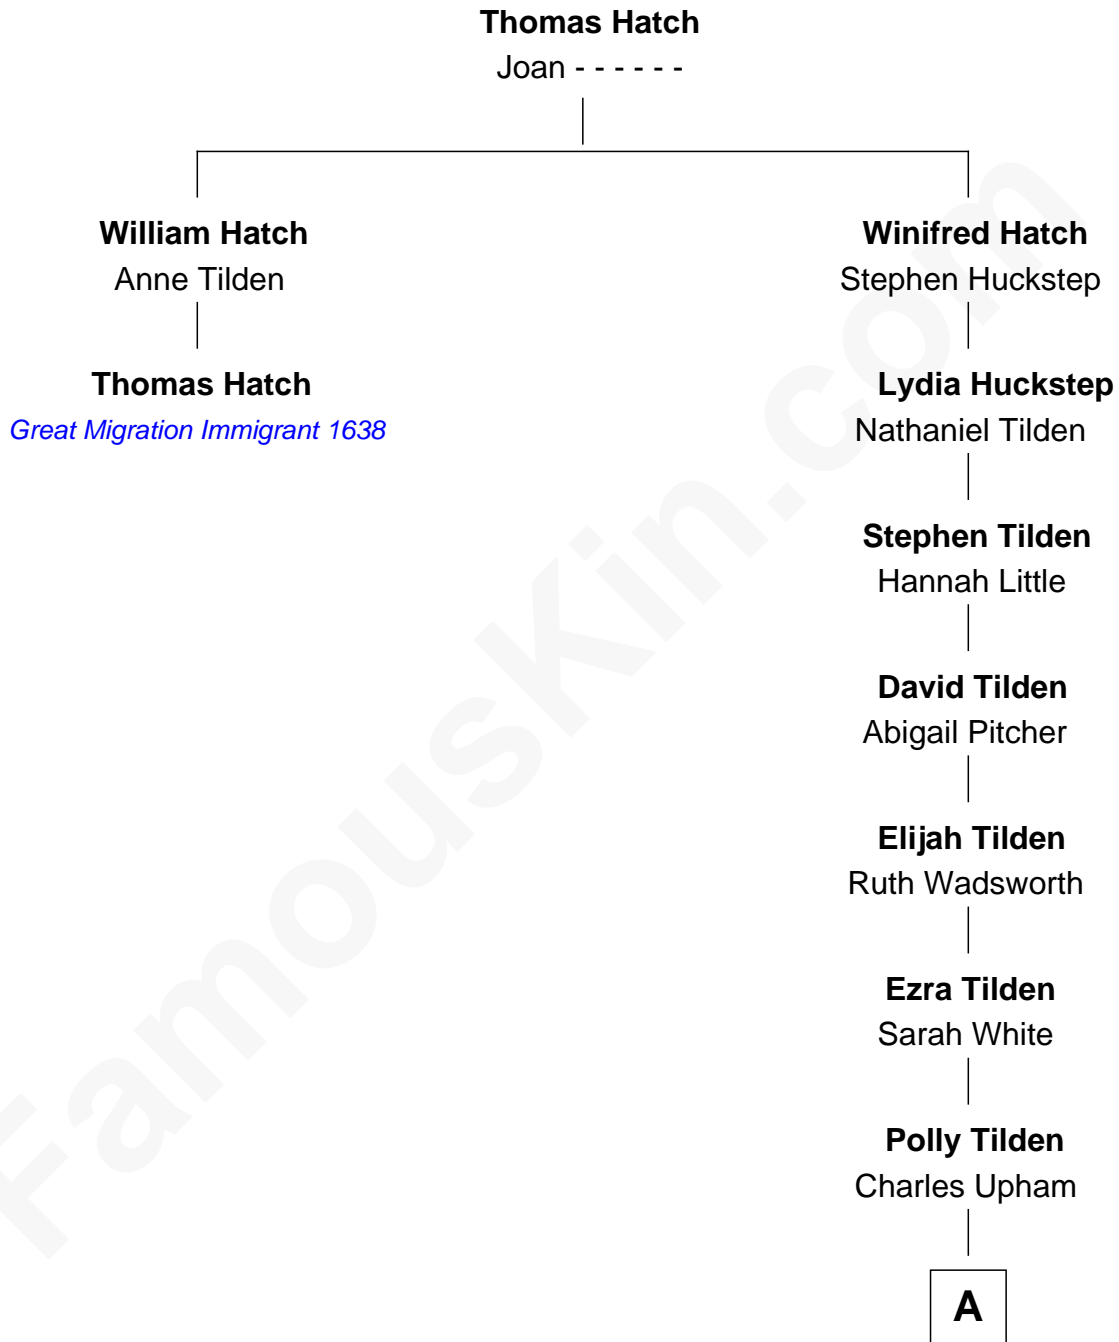 Thomas Hatch
Joan - - - - - -
William Hatch
Anne Tilden
Thomas Hatch
Great Migration Immigrant 1638
Winifred Hatch
Stephen Huckstep
Lydia Huckstep
Nathaniel Tilden
Stephen Tilden
Hannah Little
David Tilden
Abigail Pitcher
Elijah Tilden
Ruth Wadsworth
Ezra Tilden
Sarah White
Polly Tilden
Charles Upham
A
FamousKin.com